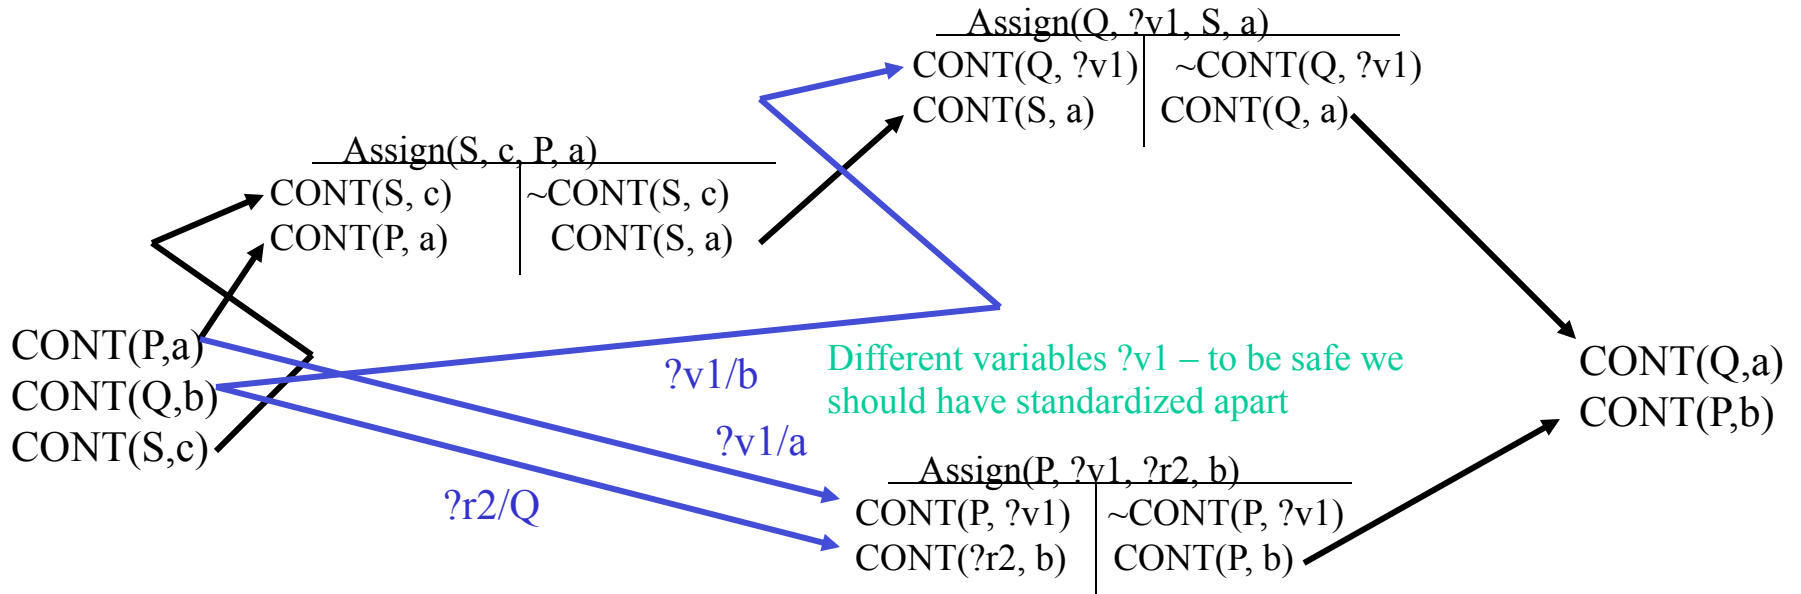 Assign(Q, ?v1, S, a)
CONT(Q, ?v1) ~CONT(Q, ?v1)
CONT(S, a) CONT(Q, a)
Assign(S, c, P, a)
CONT(S, c) ~CONT(S, c)
CONT(P, a) CONT(S, a)
CONT(P,a)
CONT(Q,b)
CONT(S,c)
?v1/b
?v1/a
?r2/Q
Different variables ?v1 – to be safe we
should have standardized apart
Assign(P, ?v1, ?r2, b)
CONT(P, ?v1) ~CONT(P, ?v1)
CONT(?r2, b) CONT(P, b)
CONT(Q,a)
CONT(P,b)